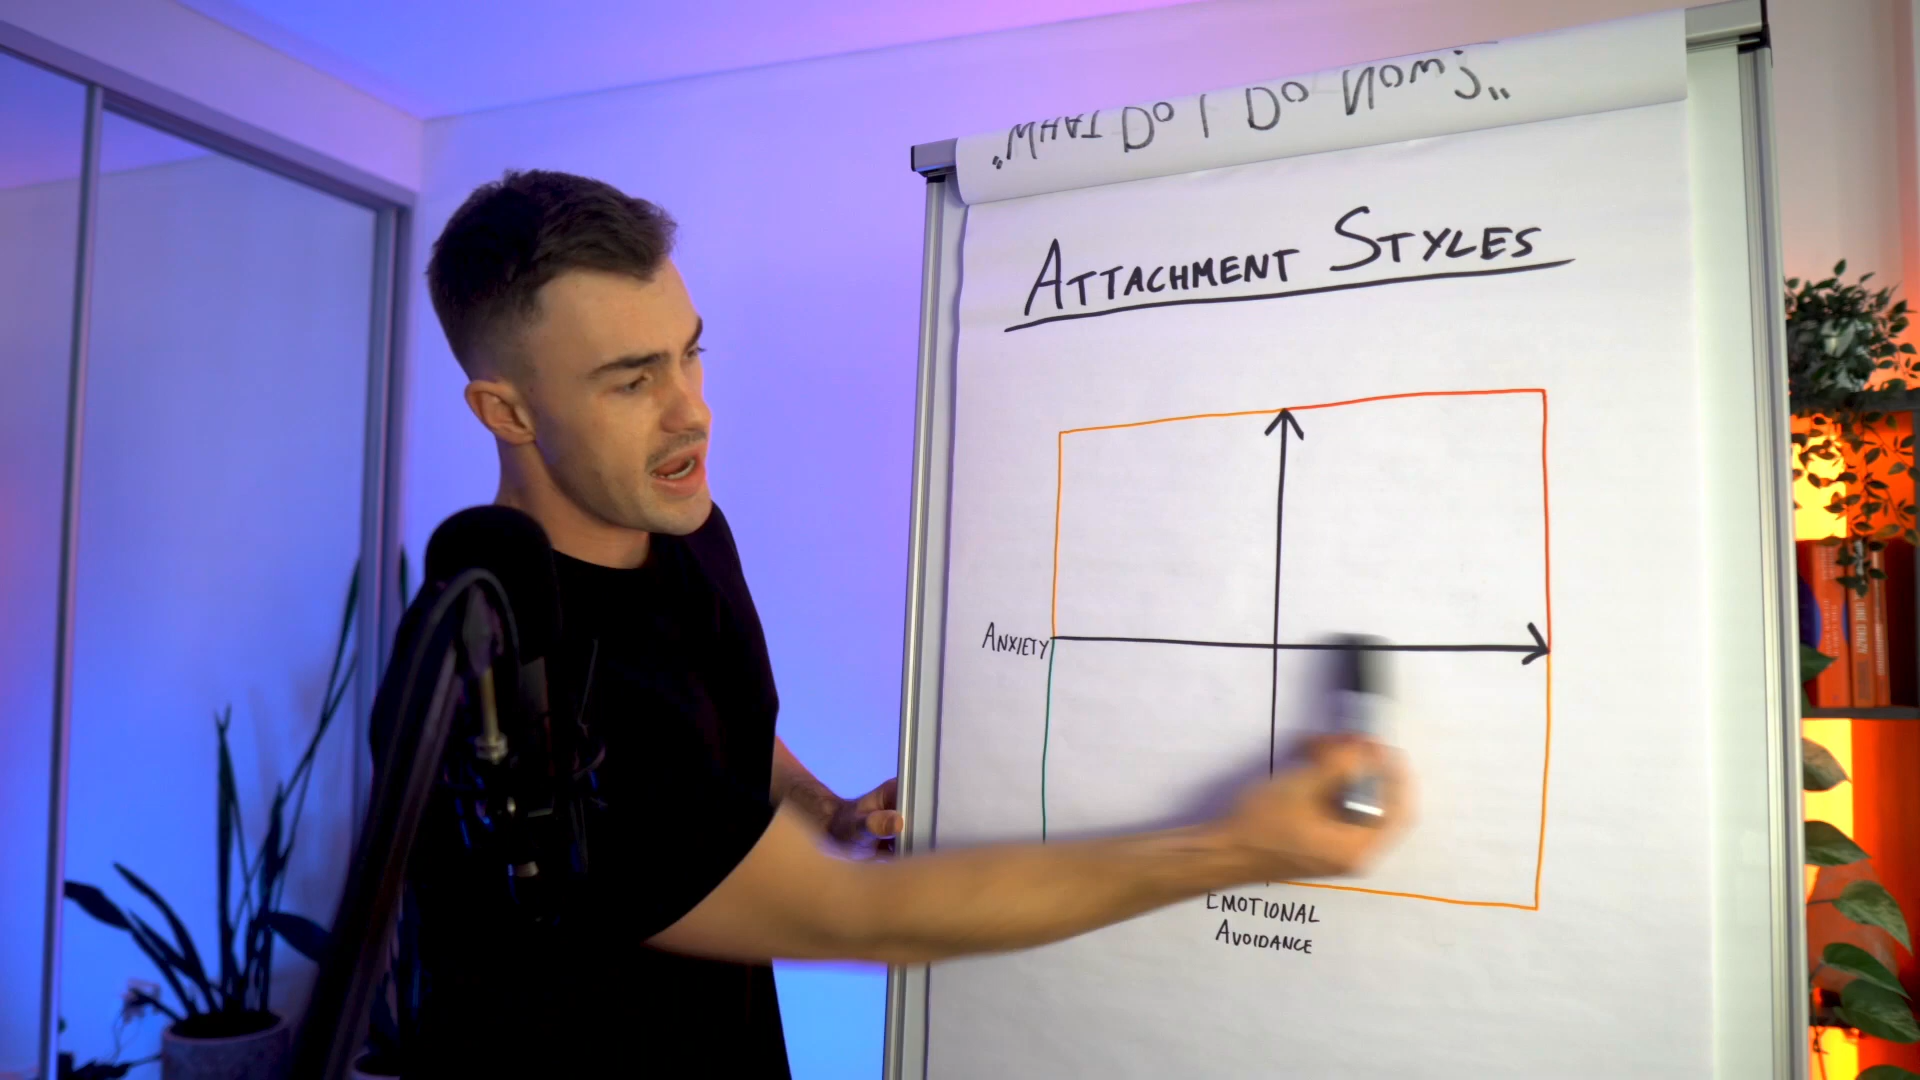 "WHAT DO I DO NOW?"
ATTACHMENT STYLES
ANXIETY
EMOTIONAL
AVOIDANCE